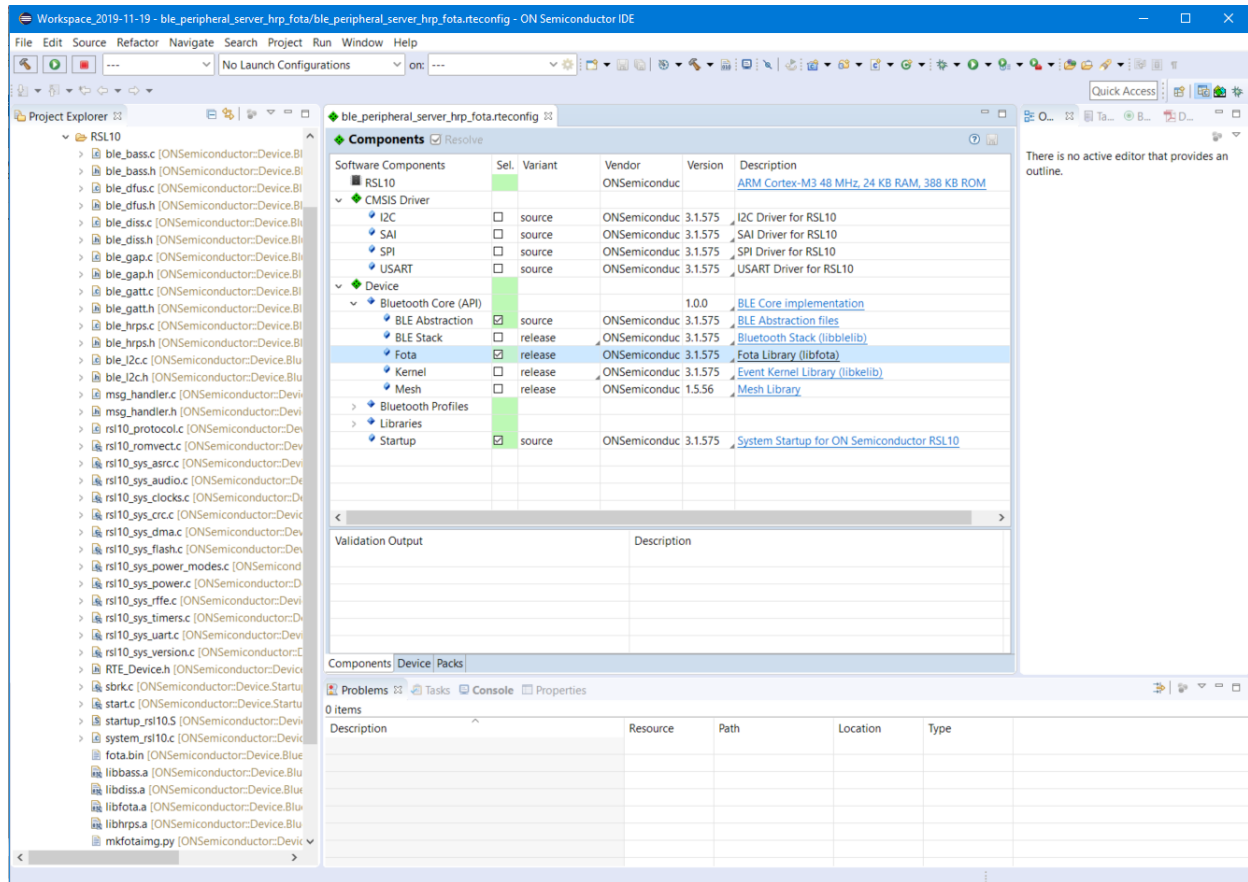 Workspace_2019-11-19 - ble_peripheral_server_hrp_fota/ble_peripheral_server_hrp_fota.rteconfig - ON Semiconductor IDE
File Edit Source Refactor Navigate Search Project Run Window Help
--- No Launch Configurations on: ---
Quick Access
Project Explorer
RSL10
ble_bass.c [ONSemiconductor::Device.Bl
ble_bass.h [ONSemiconductor::Device.Bl
ble_dfus.c [ONSemiconductor::Device.Bl
ble_dfus.h [ONSemiconductor::Device.Bl
ble_diss.c [ONSemiconductor::Device.Bl
ble_diss.h [ONSemiconductor::Device.Bl
ble_gap.c [ONSemiconductor::Device.Bl
ble_gap.h [ONSemiconductor::Device.Bl
ble_gatt.c [ONSemiconductor::Device.Bl
ble_gatt.h [ONSemiconductor::Device.Bl
ble_hrps.c [ONSemiconductor::Device.Bl
ble_hrps.h [ONSemiconductor::Device.Bl
ble_l2c.c [ONSemiconductor::Device.Blu
ble_l2c.h [ONSemiconductor::Device.Blu
msg_handler.c [ONSemiconductor::Devi
msg_handler.h [ONSemiconductor::Devi
rsl10_protocol.c [ONSemiconductor::Dev
rsl10_romvect.c [ONSemiconductor::Dev
rsl10_sys_asrc.c [ONSemiconductor::Devi
rsl10_sys_audio.c [ONSemiconductor::De
rsl10_sys_clocks.c [ONSemiconductor::De
rsl10_sys_crc.c [ONSemiconductor::Devic
rsl10_sys_dma.c [ONSemiconductor::Dev
rsl10_sys_flash.c [ONSemiconductor::Dev
rsl10_sys_power_modes.c [ONSemicond
rsl10_sys_power.c [ONSemiconductor::D
rsl10_sys_rffe.c [ONSemiconductor::Devi
rsl10_sys_timers.c [ONSemiconductor::D
rsl10_sys_uart.c [ONSemiconductor::Devi
rsl10_sys_version.c [ONSemiconductor::D
RTE_Device.h [ONSemiconductor::Device
sbrk.c [ONSemiconductor::Device.Startu
start.c [ONSemiconductor::Device.Startu
startup_rsl10.S [ONSemiconductor::Devi
system_rsl10.c [ONSemiconductor::Devic
fota.bin [ONSemiconductor::Device.Blue
libbass.a [ONSemiconductor::Device.Blu
libdiss.a [ONSemiconductor::Device.Blue
libfota.a [ONSemiconductor::Device.Blu
libhrps.a [ONSemiconductor::Device.Blu
mkfotaimg.py [ONSemiconductor::Devic
ble_peripheral_server_hrp_fota.rteconfig
Components Resolve
Software Components Sel. Variant Vendor Version Description
RSL10 ONSemiconduc ARM Cortex-M3 48 MHz, 24 KB RAM, 388 KB ROM
CMSIS Driver
I2C source ONSemiconduc 3.1.575 I2C Driver for RSL10
SAI source ONSemiconduc 3.1.575 SAI Driver for RSL10
SPI source ONSemiconduc 3.1.575 SPI Driver for RSL10
USART source ONSemiconduc 3.1.575 USART Driver for RSL10
Device
Bluetooth Core (API) 1.0.0 BLE Core implementation
BLE Abstraction source ONSemiconduc 3.1.575 BLE Abstraction files
BLE Stack release ONSemiconduc 3.1.575 Bluetooth Stack (libblelib)
Fota release ONSemiconduc 3.1.575 Fota Library (libfota)
Kernel release ONSemiconduc 3.1.575 Event Kernel Library (libkelib)
Mesh release ONSemiconduc 1.5.56 Mesh Library
Bluetooth Profiles
Libraries
Startup source ONSemiconduc 3.1.575 System Startup for ON Semiconductor RSL10
Validation Output Description
Components Device Packs
Problems Tasks Console Properties
0 items
Description Resource Path Location Type
O... Ta... B... D...
There is no active editor that provides an
outline.